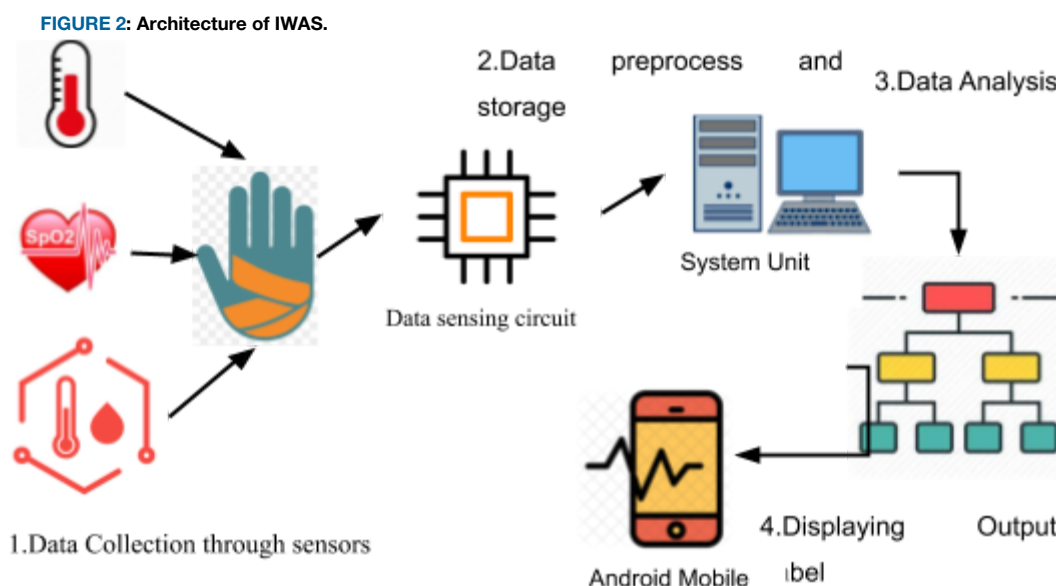 FIGURE 2: Architecture of IWAS.
2.Data preprocess and
storage
3.Data Analysis
SpO2
System Unit
Data sensing circuit
1.Data Collection through sensors
4.Displaying Output
Android Mobile